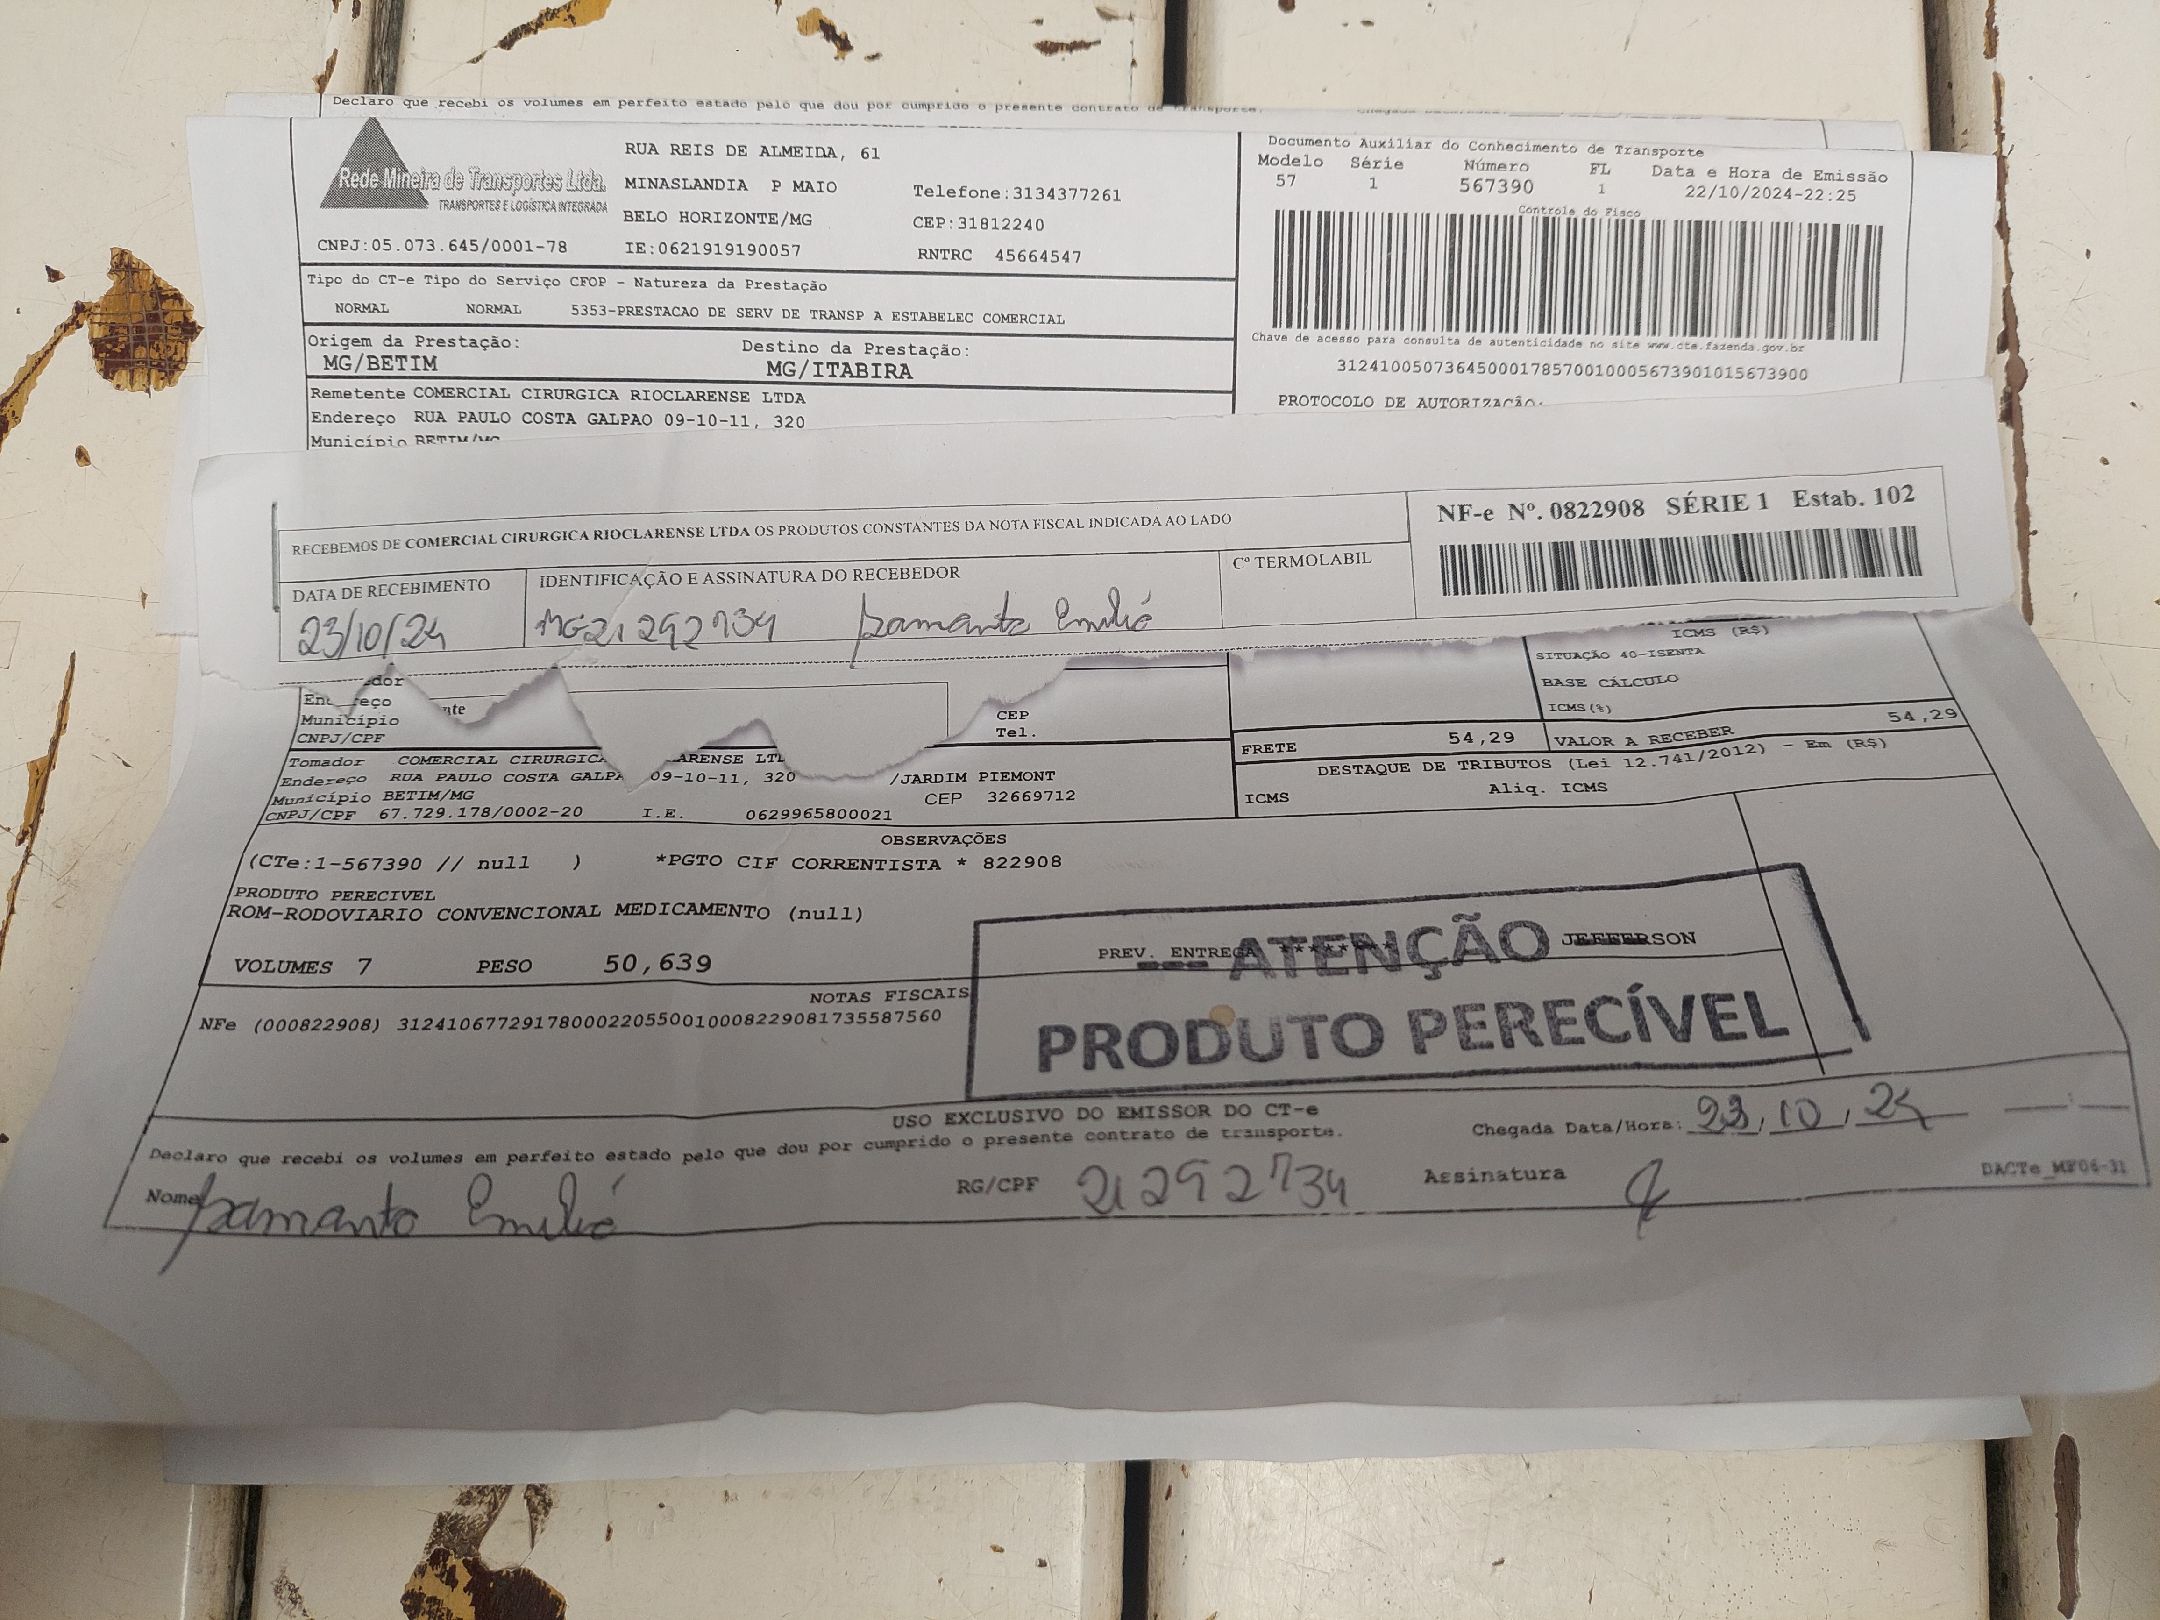 Declaro que recebi os volumes em perfeito estado pelo que dou por cumprido o presente contrato de transporte.
Rede Mineira de Transportes Ltda.
TRANSPORTES E LOGÍSTICA INTEGRADA
CNPJ:05.073.645/0001-78
RUA REIS DE ALMEIDA, 61
MINASLANDIA P MAIO
BELO HORIZONTE/MG
IE:0621919190057
Telefone:3134377261
CEP:31812240
RNTRC 45664547
Documento Auxiliar do Conhecimento de Transporte
Modelo Série Número FL Data e Hora de Emissão
57 1 567390 1 22/10/2024-22:25
Controle do Fisco
Chave de acesso para consulta de autenticidade no site www.cte.fazenda.gov.br
31241005073645000178570010005673901015673900
PROTOCOLO DE AUTORIZAÇÃO:
Tipo do CT-e Tipo do Serviço CFOP - Natureza da Prestação
NORMAL NORMAL 5353-PRESTACAO DE SERV DE TRANSP A ESTABELEC COMERCIAL
Origem da Prestação: Destino da Prestação:
MG/BETIM MG/ITABIRA
Remetente COMERCIAL CIRURGICA RIOCLARENSE LTDA
Endereço RUA PAULO COSTA GALPAO 09-10-11, 320
Município BETIM/MG
RECEBEMOS DE COMERCIAL CIRURGICA RIOCLARENSE LTDA OS PRODUTOS CONSTANTES DA NOTA FISCAL INDICADA AO LADO
NF-e Nº. 0822908 SÉRIE 1 Estab. 102
DATA DE RECEBIMENTO IDENTIFICAÇÃO E ASSINATURA DO RECEBEDOR Cº TERMOLABIL
23/10/24 MG21292734 Emilio
ICMS (R$)
SITUAÇÃO 40-ISENTA
BASE CÁLCULO
ICMS(%)
dor
Município
CNPJ/CPF
CEP
Tel.
FRETE 54,29 VALOR A RECEBER 54,29
DESTAQUE DE TRIBUTOS (Lei 12.741/2012) - Em (R$)
ICMS Aliq. ICMS
Tomador COMERCIAL CIRURGICA ARENSE LT
Endereço RUA PAULO COSTA GALPA 09-10-11, 320 /JARDIM PIEMONT
Município BETIM/MG CEP 32669712
CNPJ/CPF 67.729.178/0002-20 I.E. 0629965800021
OBSERVAÇÕES
(CTe:1-567390 // null ) *PGTO CIF CORRENTISTA * 822908
PRODUTO PERECIVEL
ROM-RODOVIARIO CONVENCIONAL MEDICAMENTO (null)
VOLUMES 7 PESO 50,639 PREV. ENTREGA ******** JEFFERSON
--- ATENÇÃO
PRODUTO PERECÍVEL
NOTAS FISCAIS
NFe (000822908) 31241067729178000220550010008229081735587560
USO EXCLUSIVO DO EMISSOR DO CT-e
Declaro que recebi os volumes em perfeito estado pelo que dou por cumprido o presente contrato de transporte.
Chegada Data/Hora: 23/10/24
Nome Emilio RG/CPF 21292734 Assinatura
DACTe_MF06-31